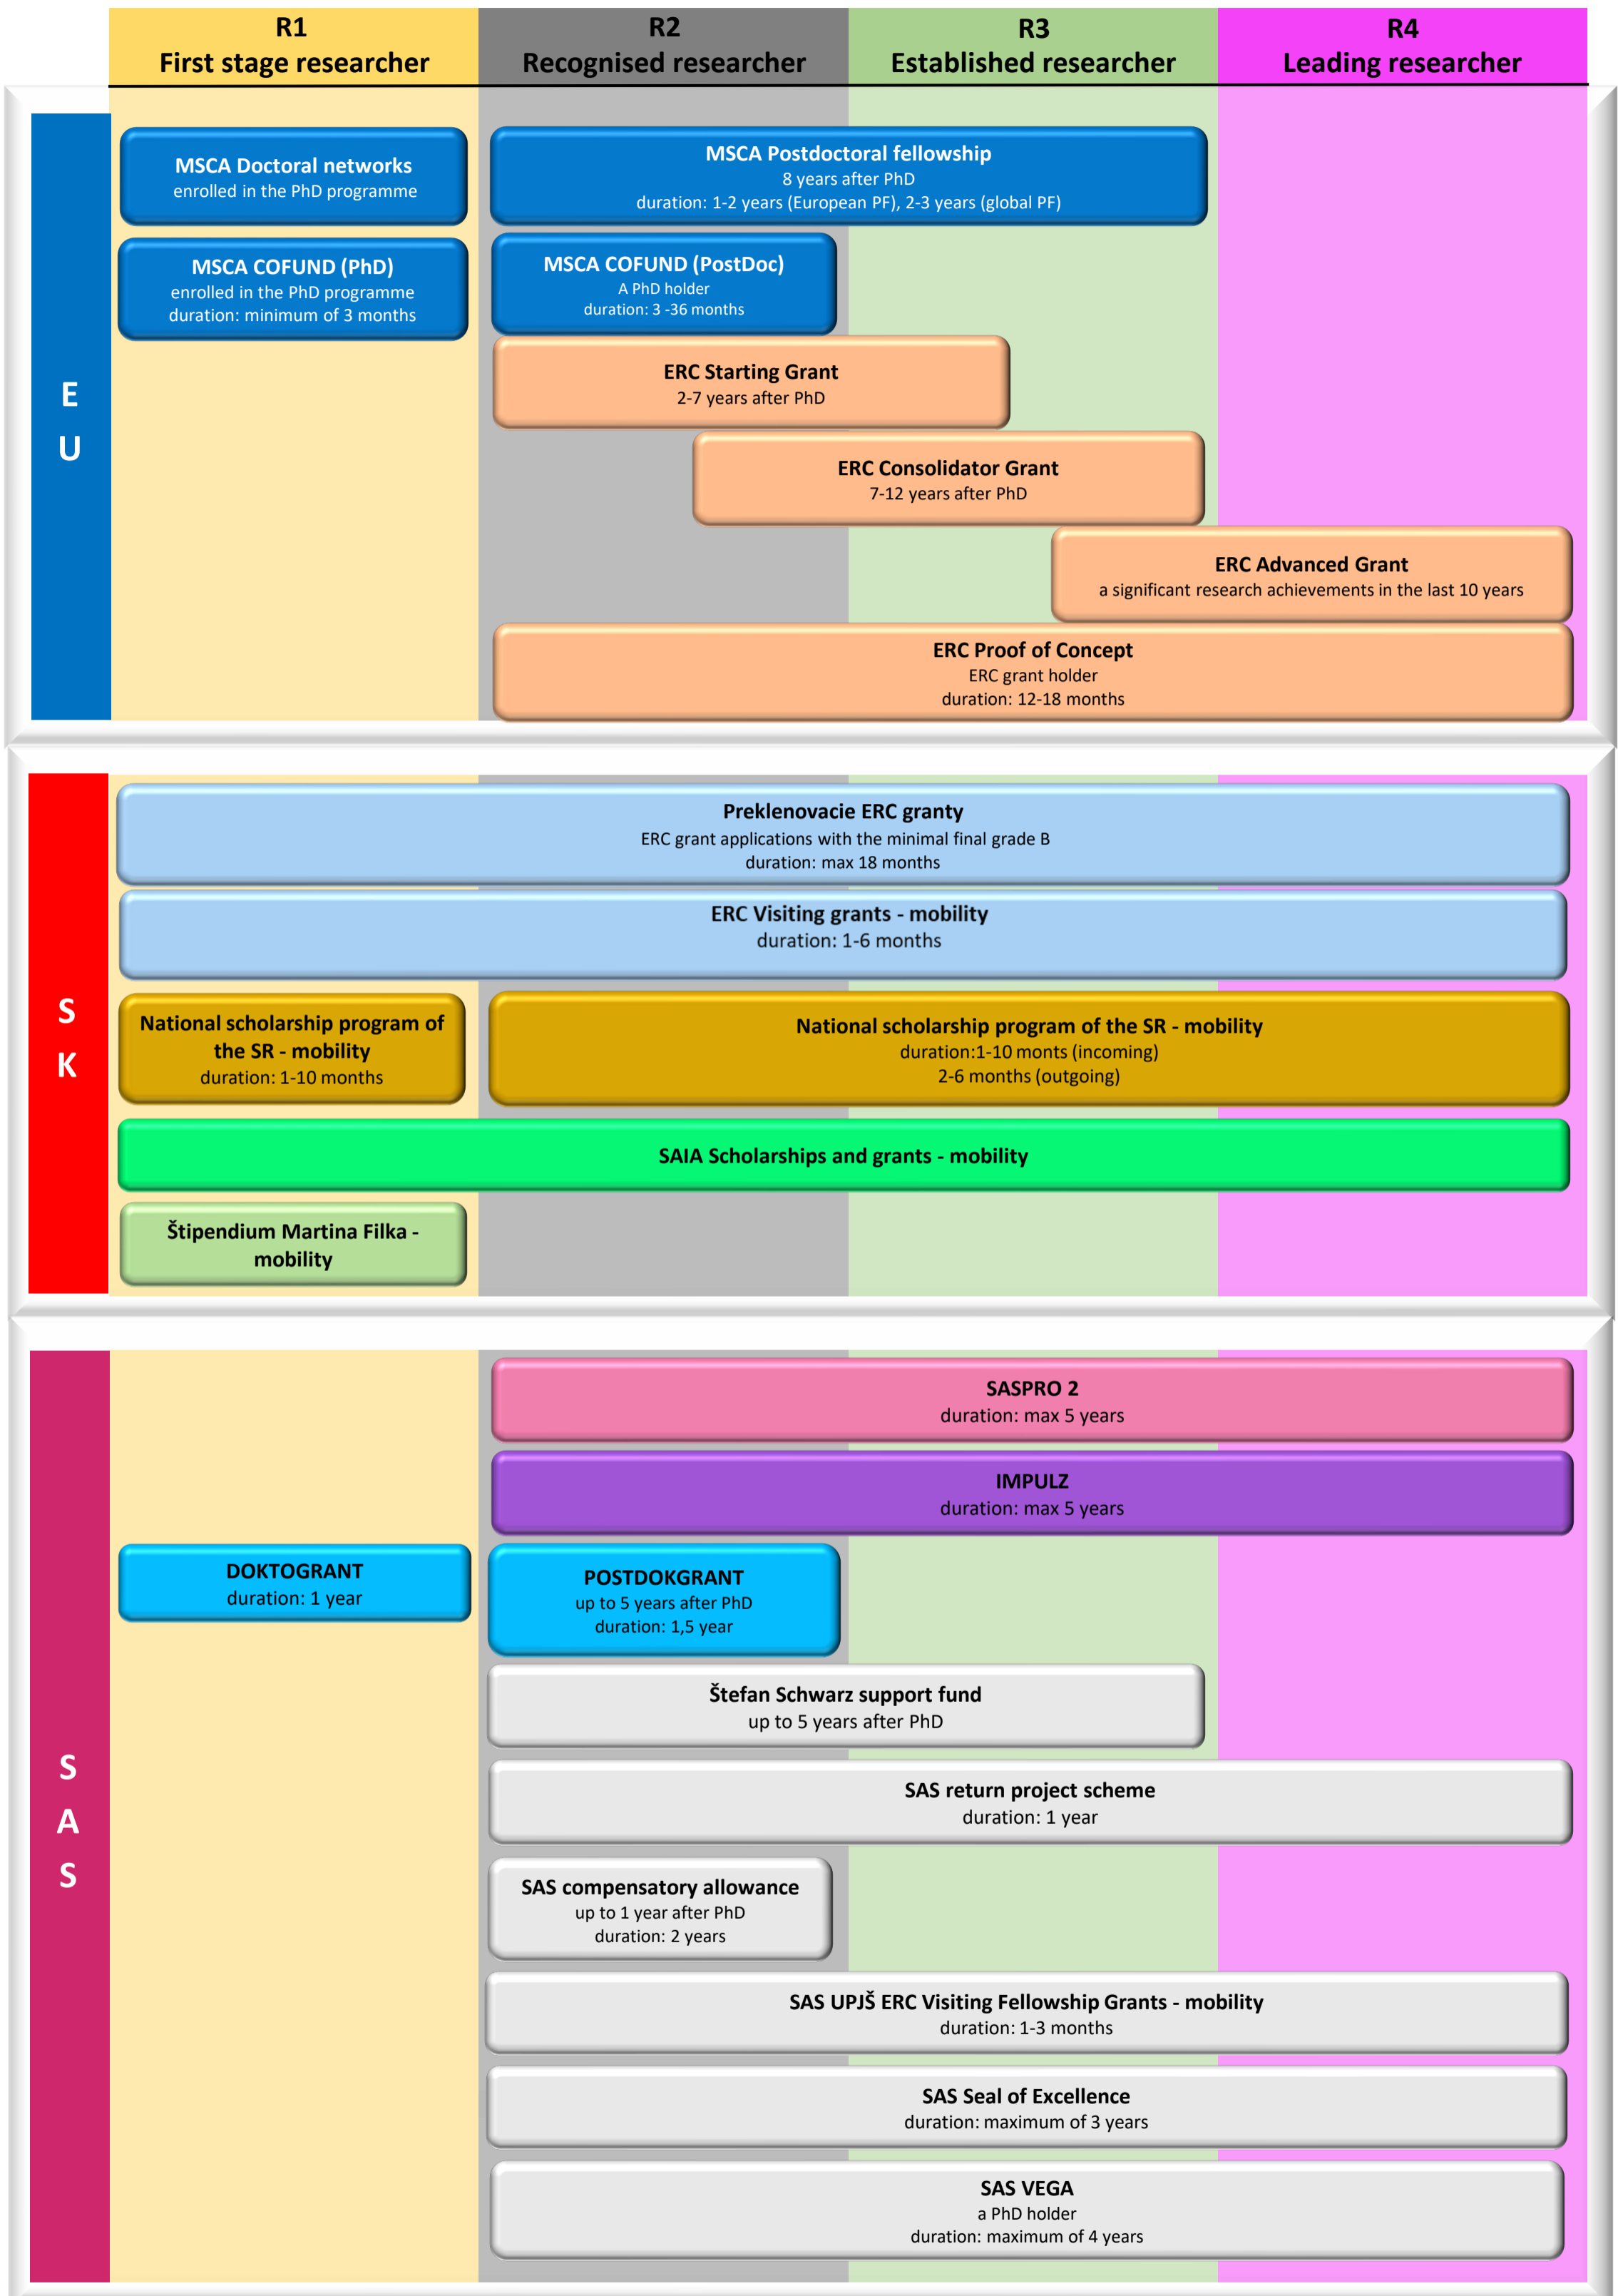 R1
First stage researcher
R2
Recognised researcher
R3
Established researcher
R4
Leading researcher
E
U
MSCA Doctoral networks
enrolled in the PhD programme
MSCA Postdoctoral fellowship
8 years after PhD
duration: 1-2 years (European PF), 2-3 years (global PF)
MSCA COFUND (PhD)
enrolled in the PhD programme
duration: minimum of 3 months
MSCA COFUND (PostDoc)
A PhD holder
duration: 3 -36 months
ERC Starting Grant
2-7 years after PhD
ERC Consolidator Grant
7-12 years after PhD
ERC Advanced Grant
a significant research achievements in the last 10 years
ERC Proof of Concept
ERC grant holder
duration: 12-18 months
S
K
Preklenovacie ERC granty
ERC grant applications with the minimal final grade B
duration: max 18 months
ERC Visiting grants - mobility
duration: 1-6 months
National scholarship program of
the SR - mobility
duration: 1-10 months
National scholarship program of the SR - mobility
duration:1-10 monts (incoming)
2-6 months (outgoing)
SAIA Scholarships and grants - mobility
Štipendium Martina Filka -
mobility
S
A
S
SASPRO 2
duration: max 5 years
IMPULZ
duration: max 5 years
DOKTOGRANT
duration: 1 year
POSTDOKGRANT
up to 5 years after PhD
duration: 1,5 year
Štefan Schwarz support fund
up to 5 years after PhD
SAS return project scheme
duration: 1 year
SAS compensatory allowance
up to 1 year after PhD
duration: 2 years
SAS UPJŠ ERC Visiting Fellowship Grants - mobility
duration: 1-3 months
SAS Seal of Excellence
duration: maximum of 3 years
SAS VEGA
a PhD holder
duration: maximum of 4 years